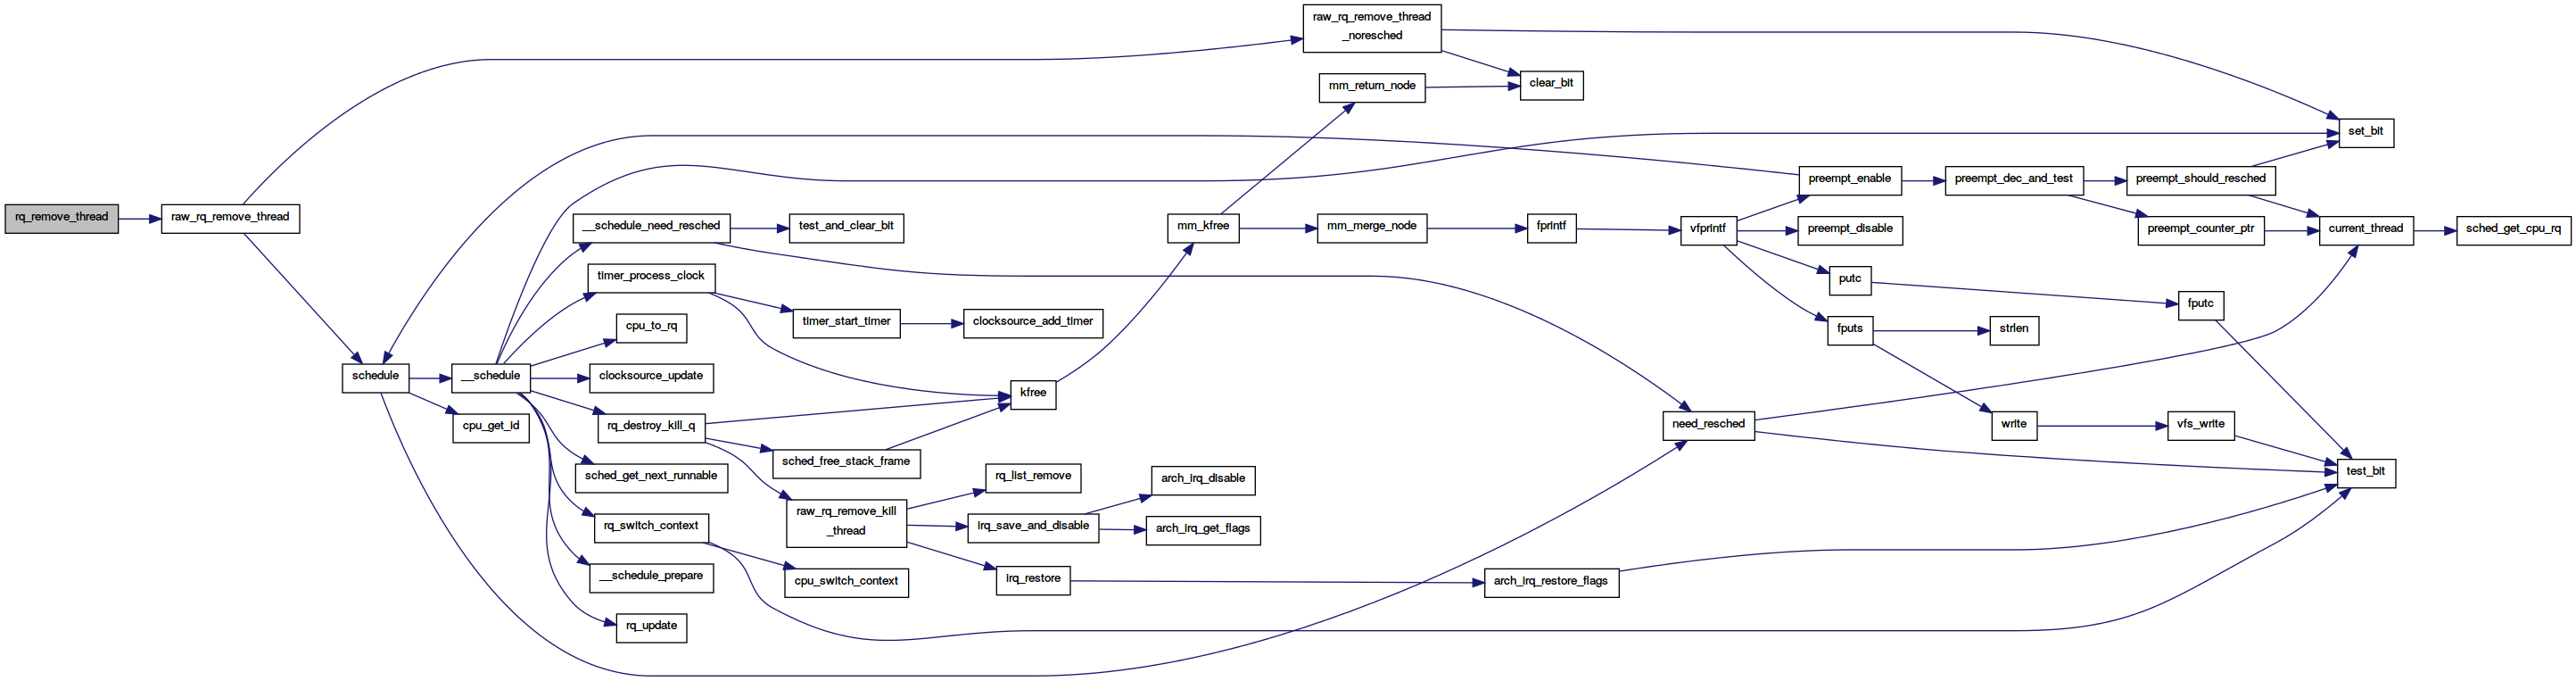 rq_remove_thread
raw_rq_remove_thread
schedule
__schedule
cpu_get_id
__schedule_need_resched
timer_process_clock
cpu_to_rq
clocksource_update
rq_destroy_kill_q
sched_get_next_runnable
rq_switch_context
__schedule_prepare
rq_update
test_and_clear_bit
timer_start_timer
sched_free_stack_frame
raw_rq_remove_kill
_thread
cpu_switch_context
clocksource_add_timer
kfree
rq_list_remove
irq_save_and_disable
irq_restore
mm_kfree
arch_irq_disable
arch_irq_get_flags
raw_rq_remove_thread
_noresched
mm_return_node
mm_merge_node
clear_bit
fprintf
arch_irq_restore_flags
vfprintf
need_resched
preempt_enable
preempt_disable
putc
fputs
preempt_dec_and_test
strlen
write
preempt_should_resched
preempt_counter_ptr
fputc
vfs_write
set_bit
current_thread
test_bit
sched_get_cpu_rq